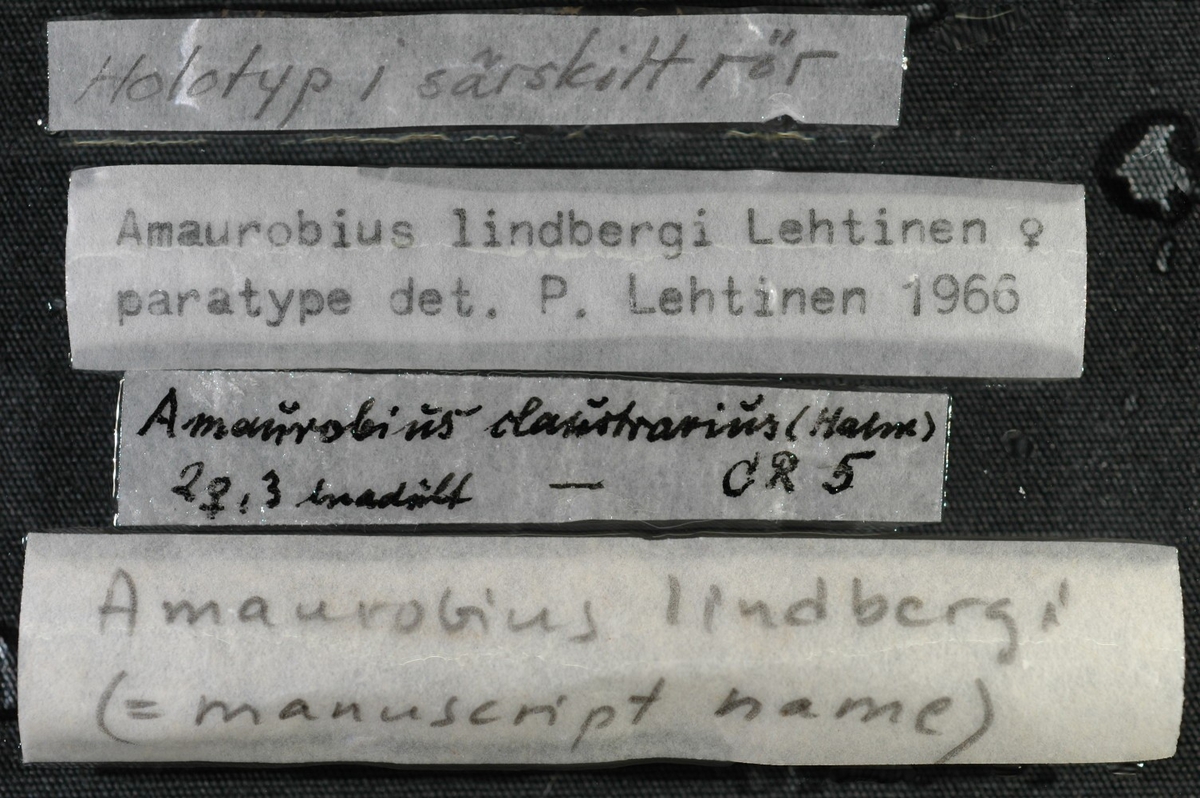 Holotyp i särskilt rör
Amaurobius lindbergi Lehtinen ♀
paratype det. P. Lehtinen 1966
Amaurobius claustrarius (Hahn)
2♀, 3 inadult — CR 5
Amaurobius lindbergi
(= manuscript name)